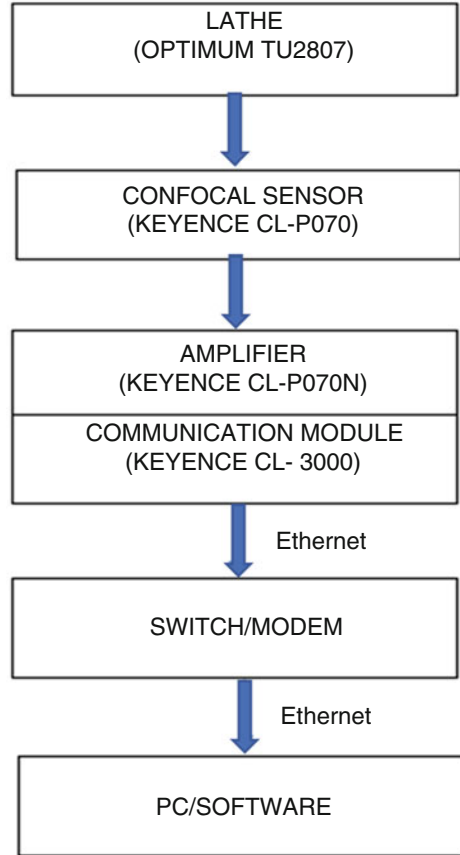 LATHE
(OPTIMUM TU2807)
CONFOCAL SENSOR
(KEYENCE CL-P070)
AMPLIFIER
(KEYENCE CL-P070N)
COMMUNICATION MODULE
(KEYENCE CL- 3000)
Ethernet
SWITCH/MODEM
Ethernet
PC/SOFTWARE